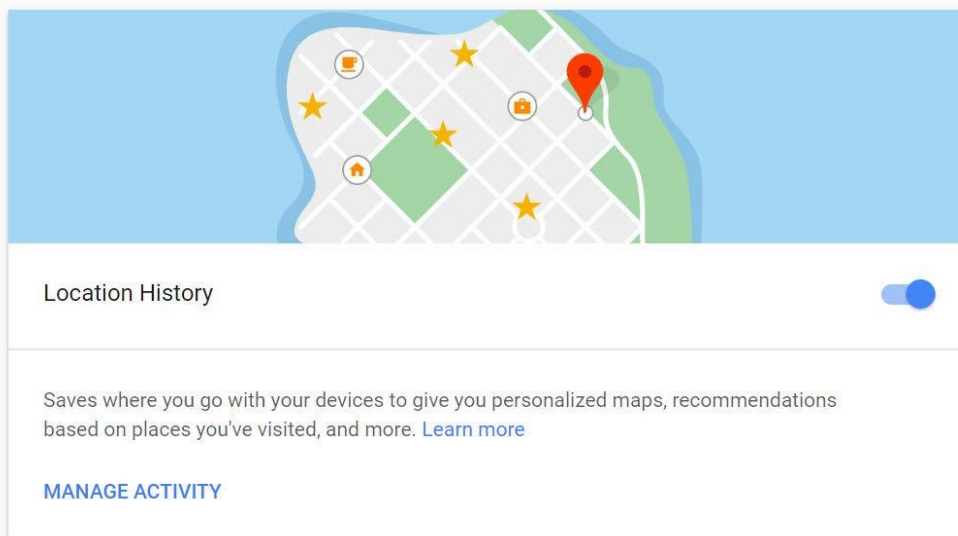 Location History
Saves where you go with your devices to give you personalized maps, recommendations
based on places you've visited, and more. Learn more
MANAGE ACTIVITY